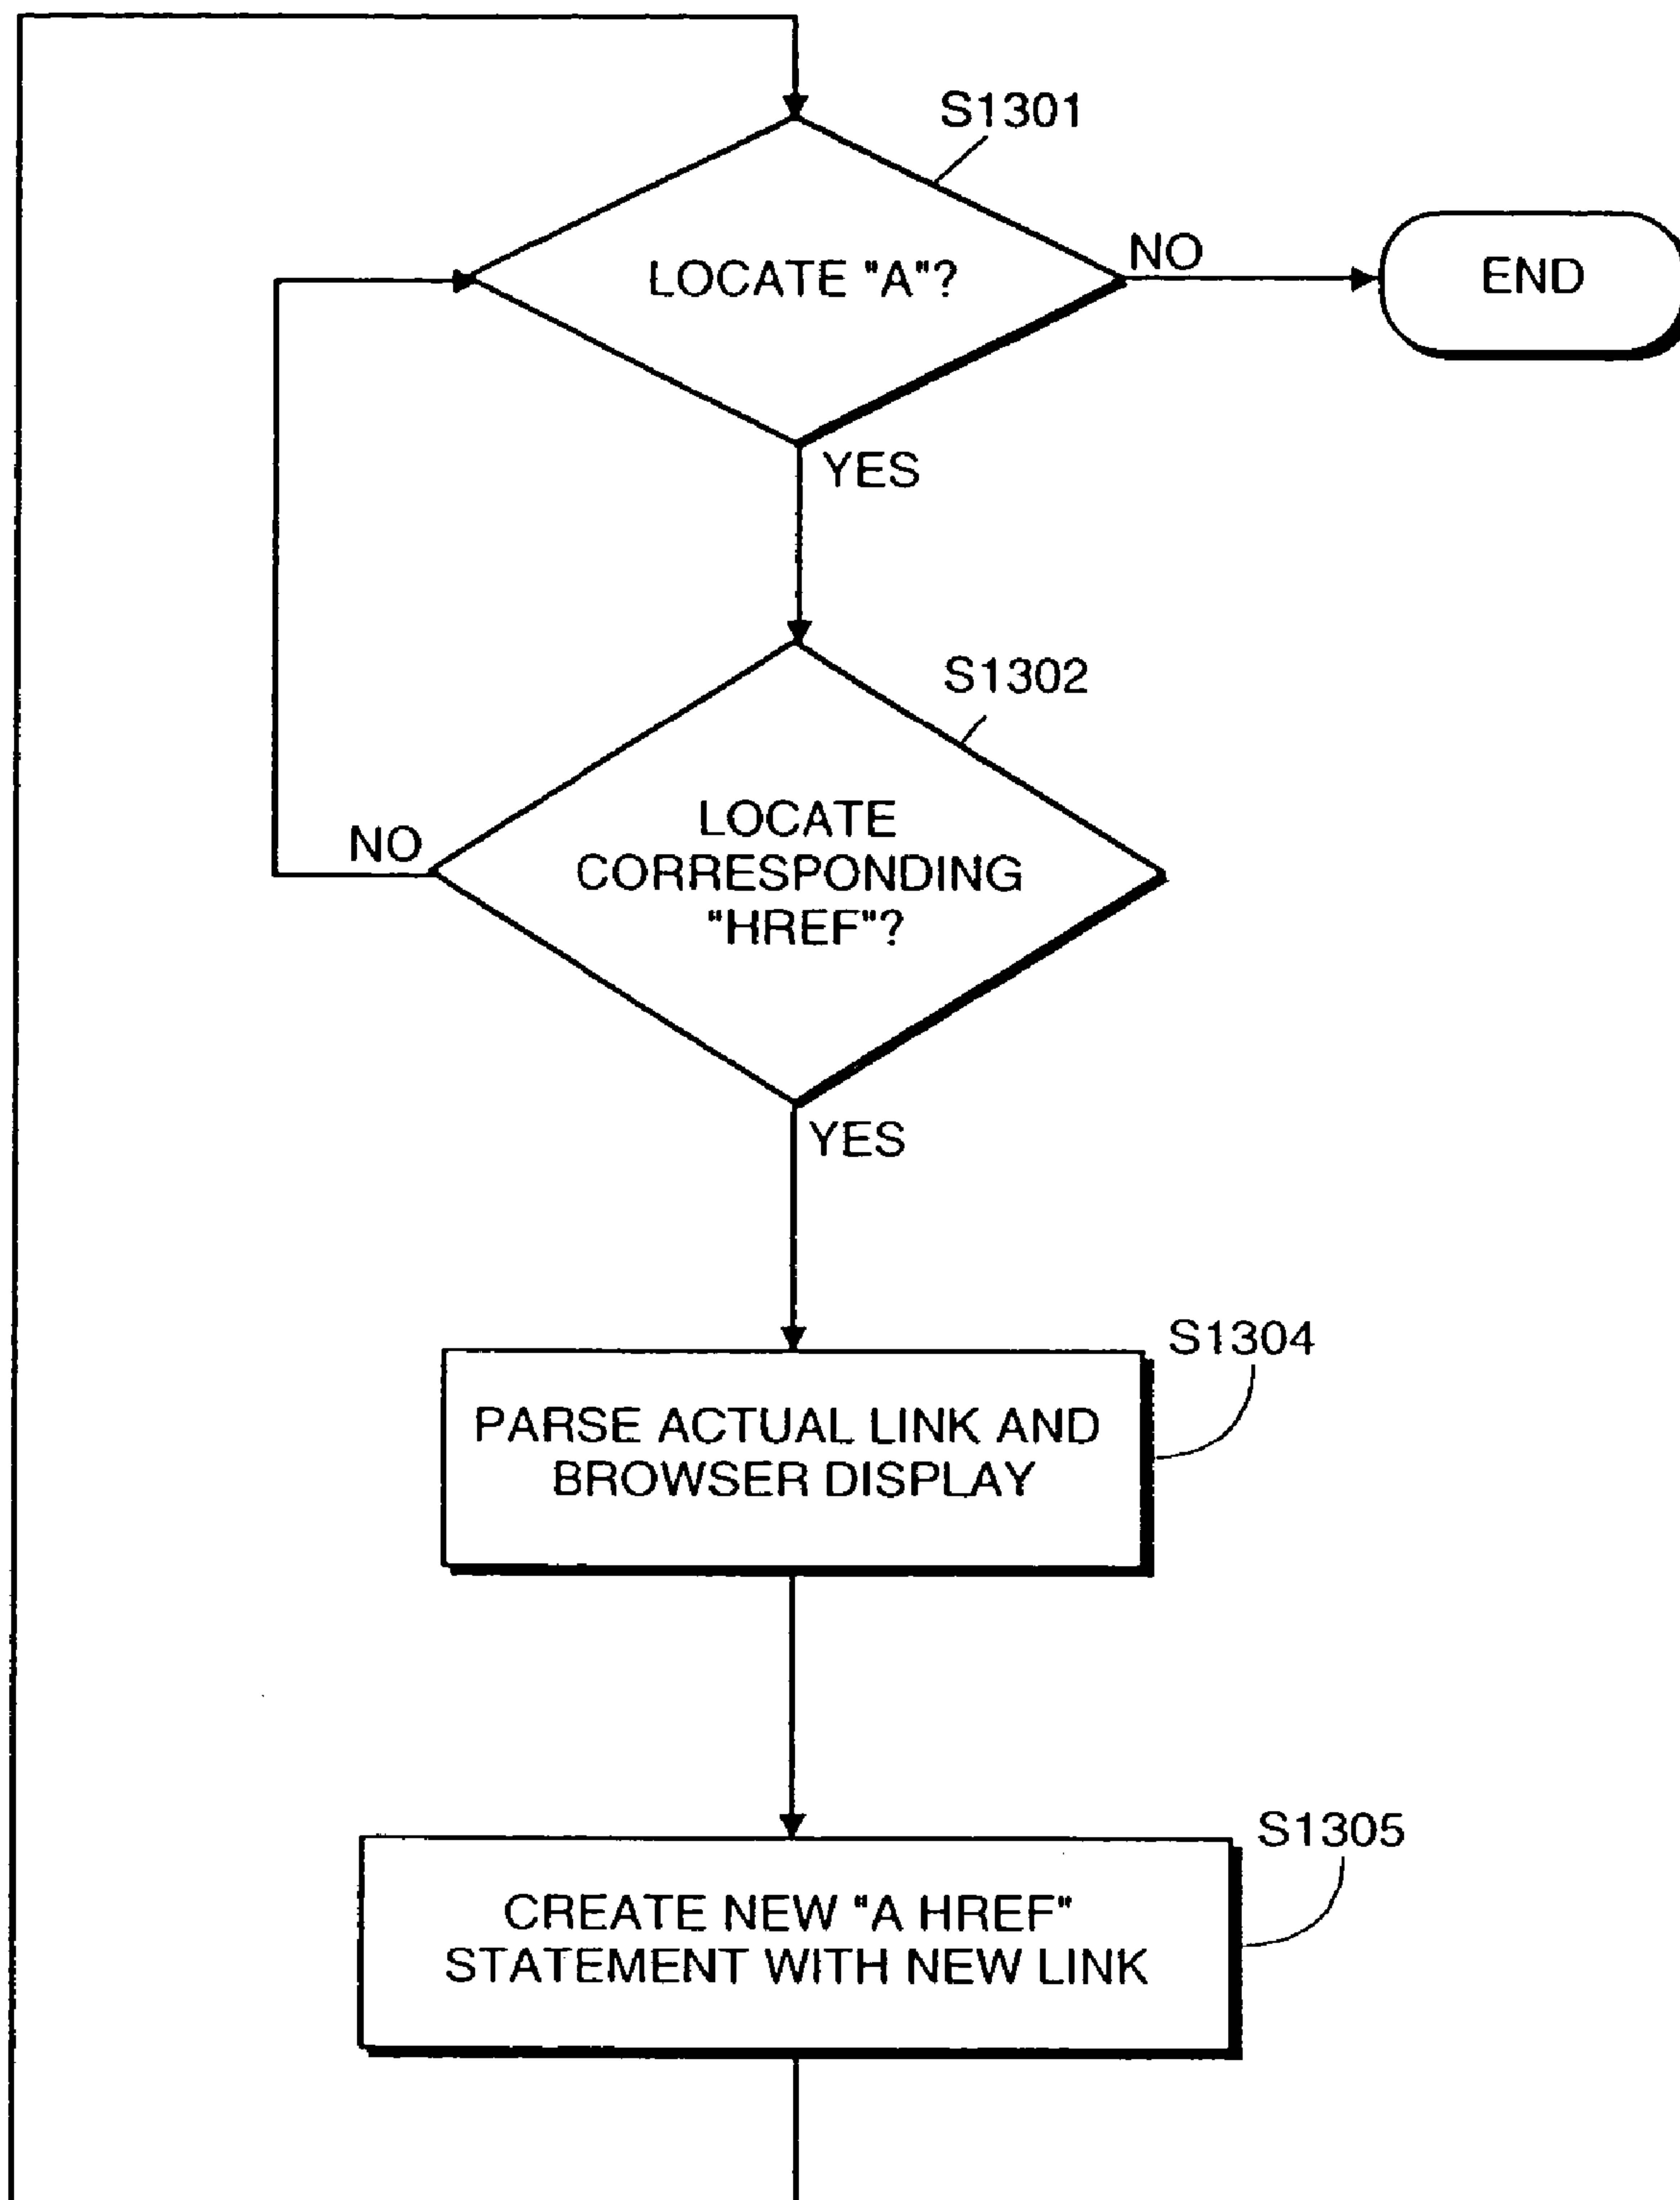 S1301
LOCATE "A"?
NO
END
YES
S1302
LOCATE
CORRESPONDING
"HREF"?
NO
YES
S1304
PARSE ACTUAL LINK AND
BROWSER DISPLAY
S1305
CREATE NEW "A HREF"
STATEMENT WITH NEW LINK